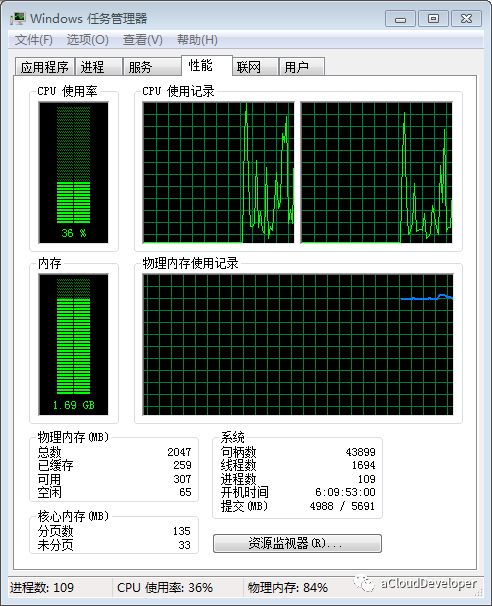 Windows 任务管理器
文件(F) 选项(O) 查看(V) 帮助(H)
应用程序 进程 服务 性能 联网 用户
CPU 使用率 CPU 使用记录
36 %
内存 物理内存使用记录
1.69 GB
物理内存(MB)
总数 2047
已缓存 259
可用 307
空闲 65
核心内存(MB)
分页数 135
未分页 33
系统
句柄数 43899
线程数 1694
进程数 109
开机时间 6:09:53:00
提交(MB) 4988 / 5691
资源监视器(R)...
进程数: 109 CPU 使用率: 36% 物理内存: 84%
aCloudDeveloper